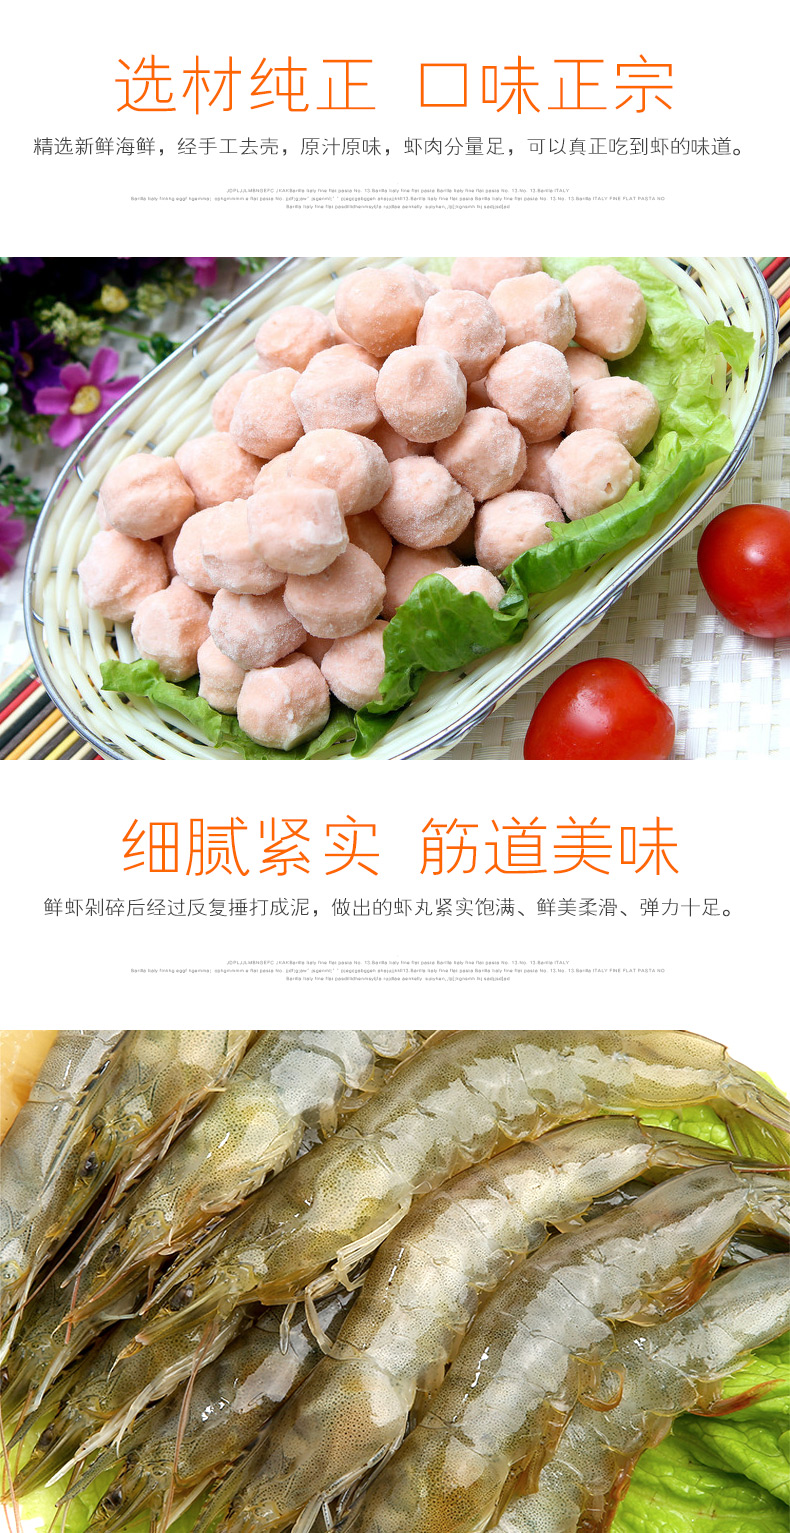 选材纯正 口味正宗
精选新鲜海鲜，经手工去壳，原汁原味，虾肉分量足，可以真正吃到虾的味道。
细腻紧实 筋道美味
鲜虾剁碎后经过反复捶打成泥，做出的虾丸紧实饱满、鲜美柔滑、弹力十足。